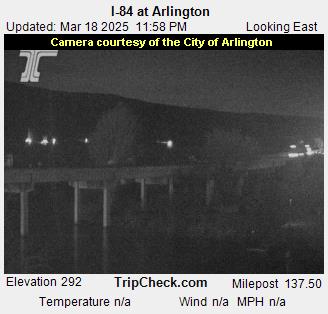 I-84 at Arlington
Updated: Mar 18 2025 11:58 PM Looking East
Camera courtesy of the City of Arlington
Elevation 292 TripCheck.com Milepost 137.50
Temperature n/a Wind n/a MPH n/a